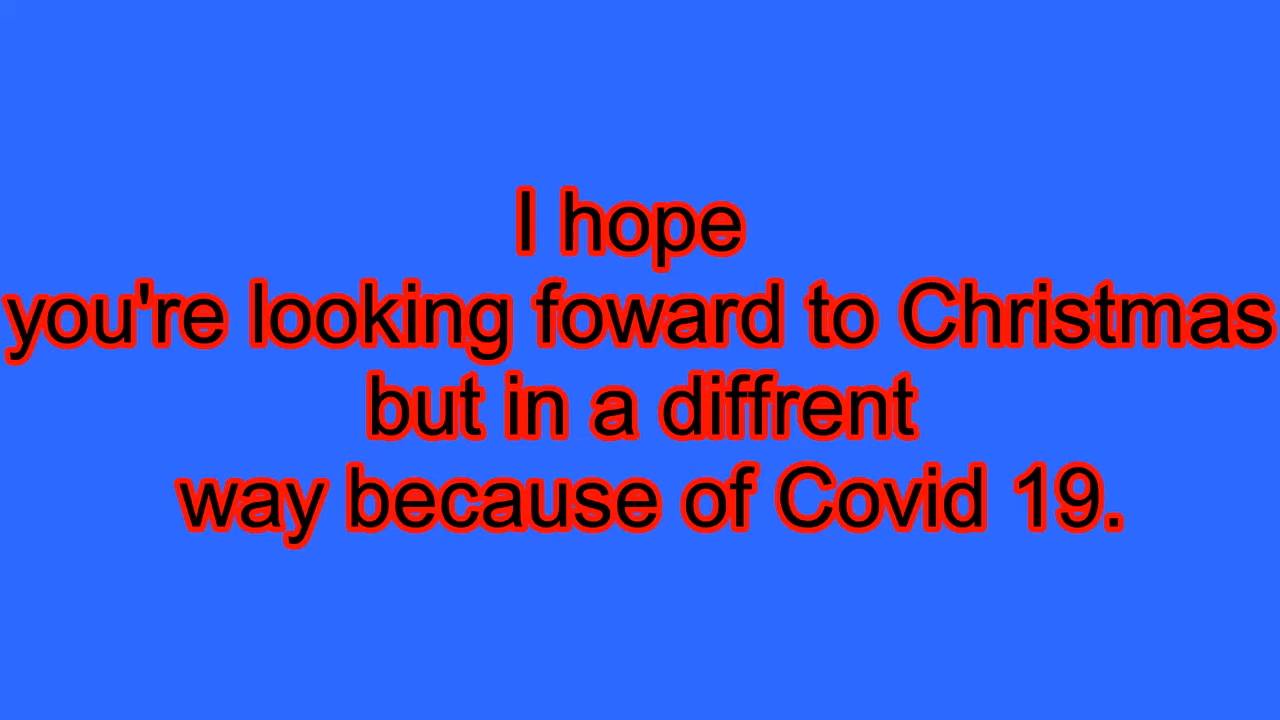 I hope
you're looking foward to Christmas
but in a diffrent
way because of Covid 19.